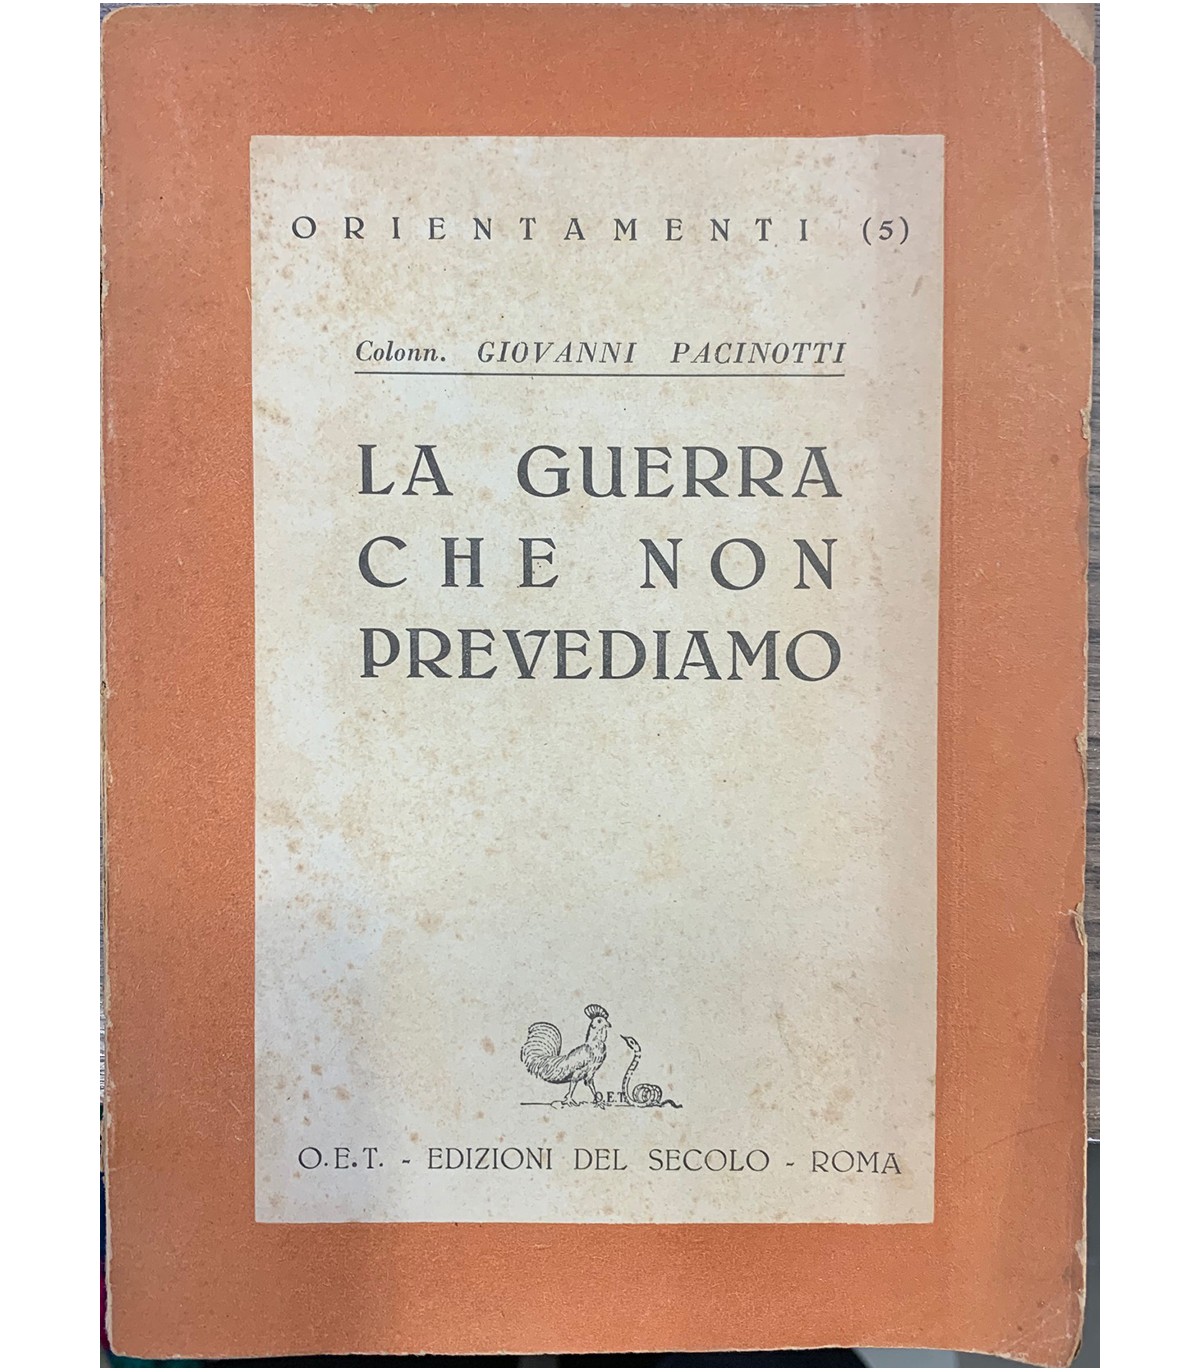 ORIENTAMENTI (5)
Colonn. GIOVANNI PACINOTTI
LA GUERRA
CHE NON
PREVEDIAMO
O.E.T.
O.E.T. - EDIZIONI DEL SECOLO - ROMA